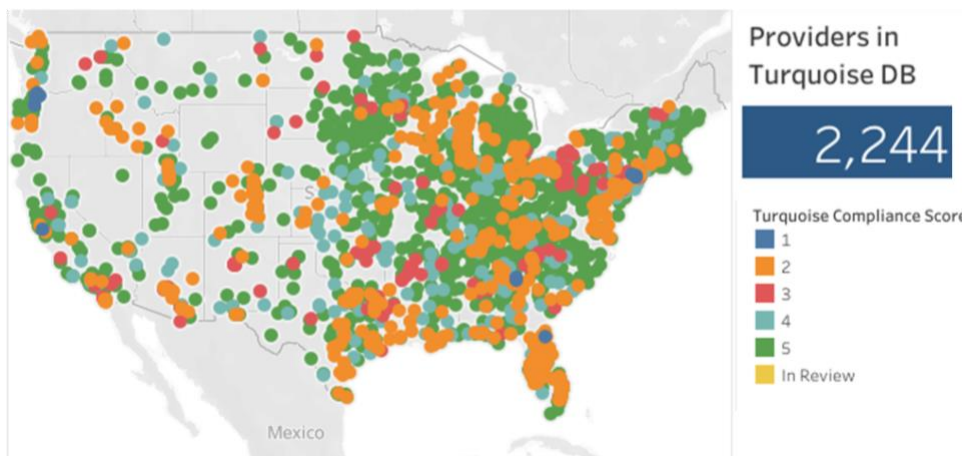 Providers in
Turquoise DB
2,244
Turquoise Compliance Score
1
2
3
4
5
In Review
Mexico